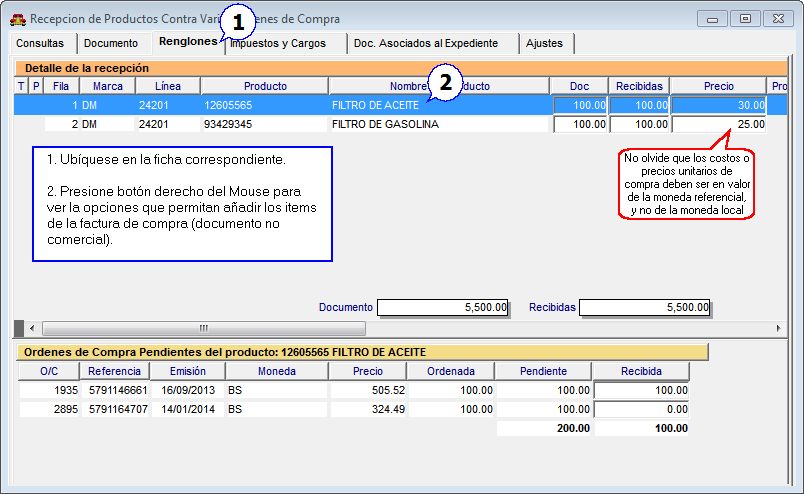 Recepcion de Productos Contra Var enes de Compra
1
Consultas Documento Renglones Impuestos y Cargos Doc. Asociados al Expediente Ajustes
Detalle de la recepción
T P Fila Marca Línea Producto Nombre ducto Doc Recibidas Precio Pro
2
1 DM 24201 12605565 FILTRO DE ACEITE 100.00 100.00 30.00
2 DM 24201 93429345 FILTRO DE GASOLINA 100.00 100.00 25.00
1. Ubíquese en la ficha correspondiente.
2. Presione botón derecho del Mouse para
ver la opciones que permitan añadir los items
de la factura de compra (documento no
comercial).
No olvide que los costos o
precios unitarios de
compra deben ser en valor
de la moneda referencial,
y no de la moneda local
Documento 5,500.00 Recibidas 5,500.00
Ordenes de Compra Pendientes del producto: 12605565 FILTRO DE ACEITE
O/C Referencia Emisión Moneda Precio Ordenada Pendiente Recibida
1935 5791146661 16/09/2013 BS 505.52 100.00 100.00 100.00
2895 5791164707 14/01/2014 BS 324.49 100.00 100.00 0.00
200.00 100.00